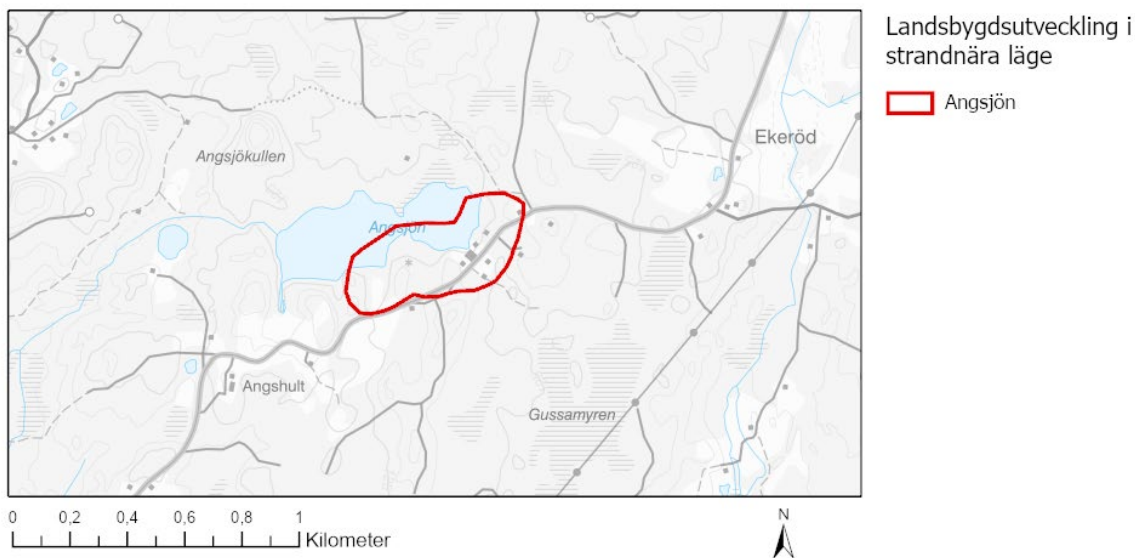 Landsbygdsutveckling i
strandnära läge
Angsjön
Ekeröd
Angsjökullen
Angsjön
Angshult
Gussamyren
0 0,2 0,4 0,6 0,8 1
Kilometer
N